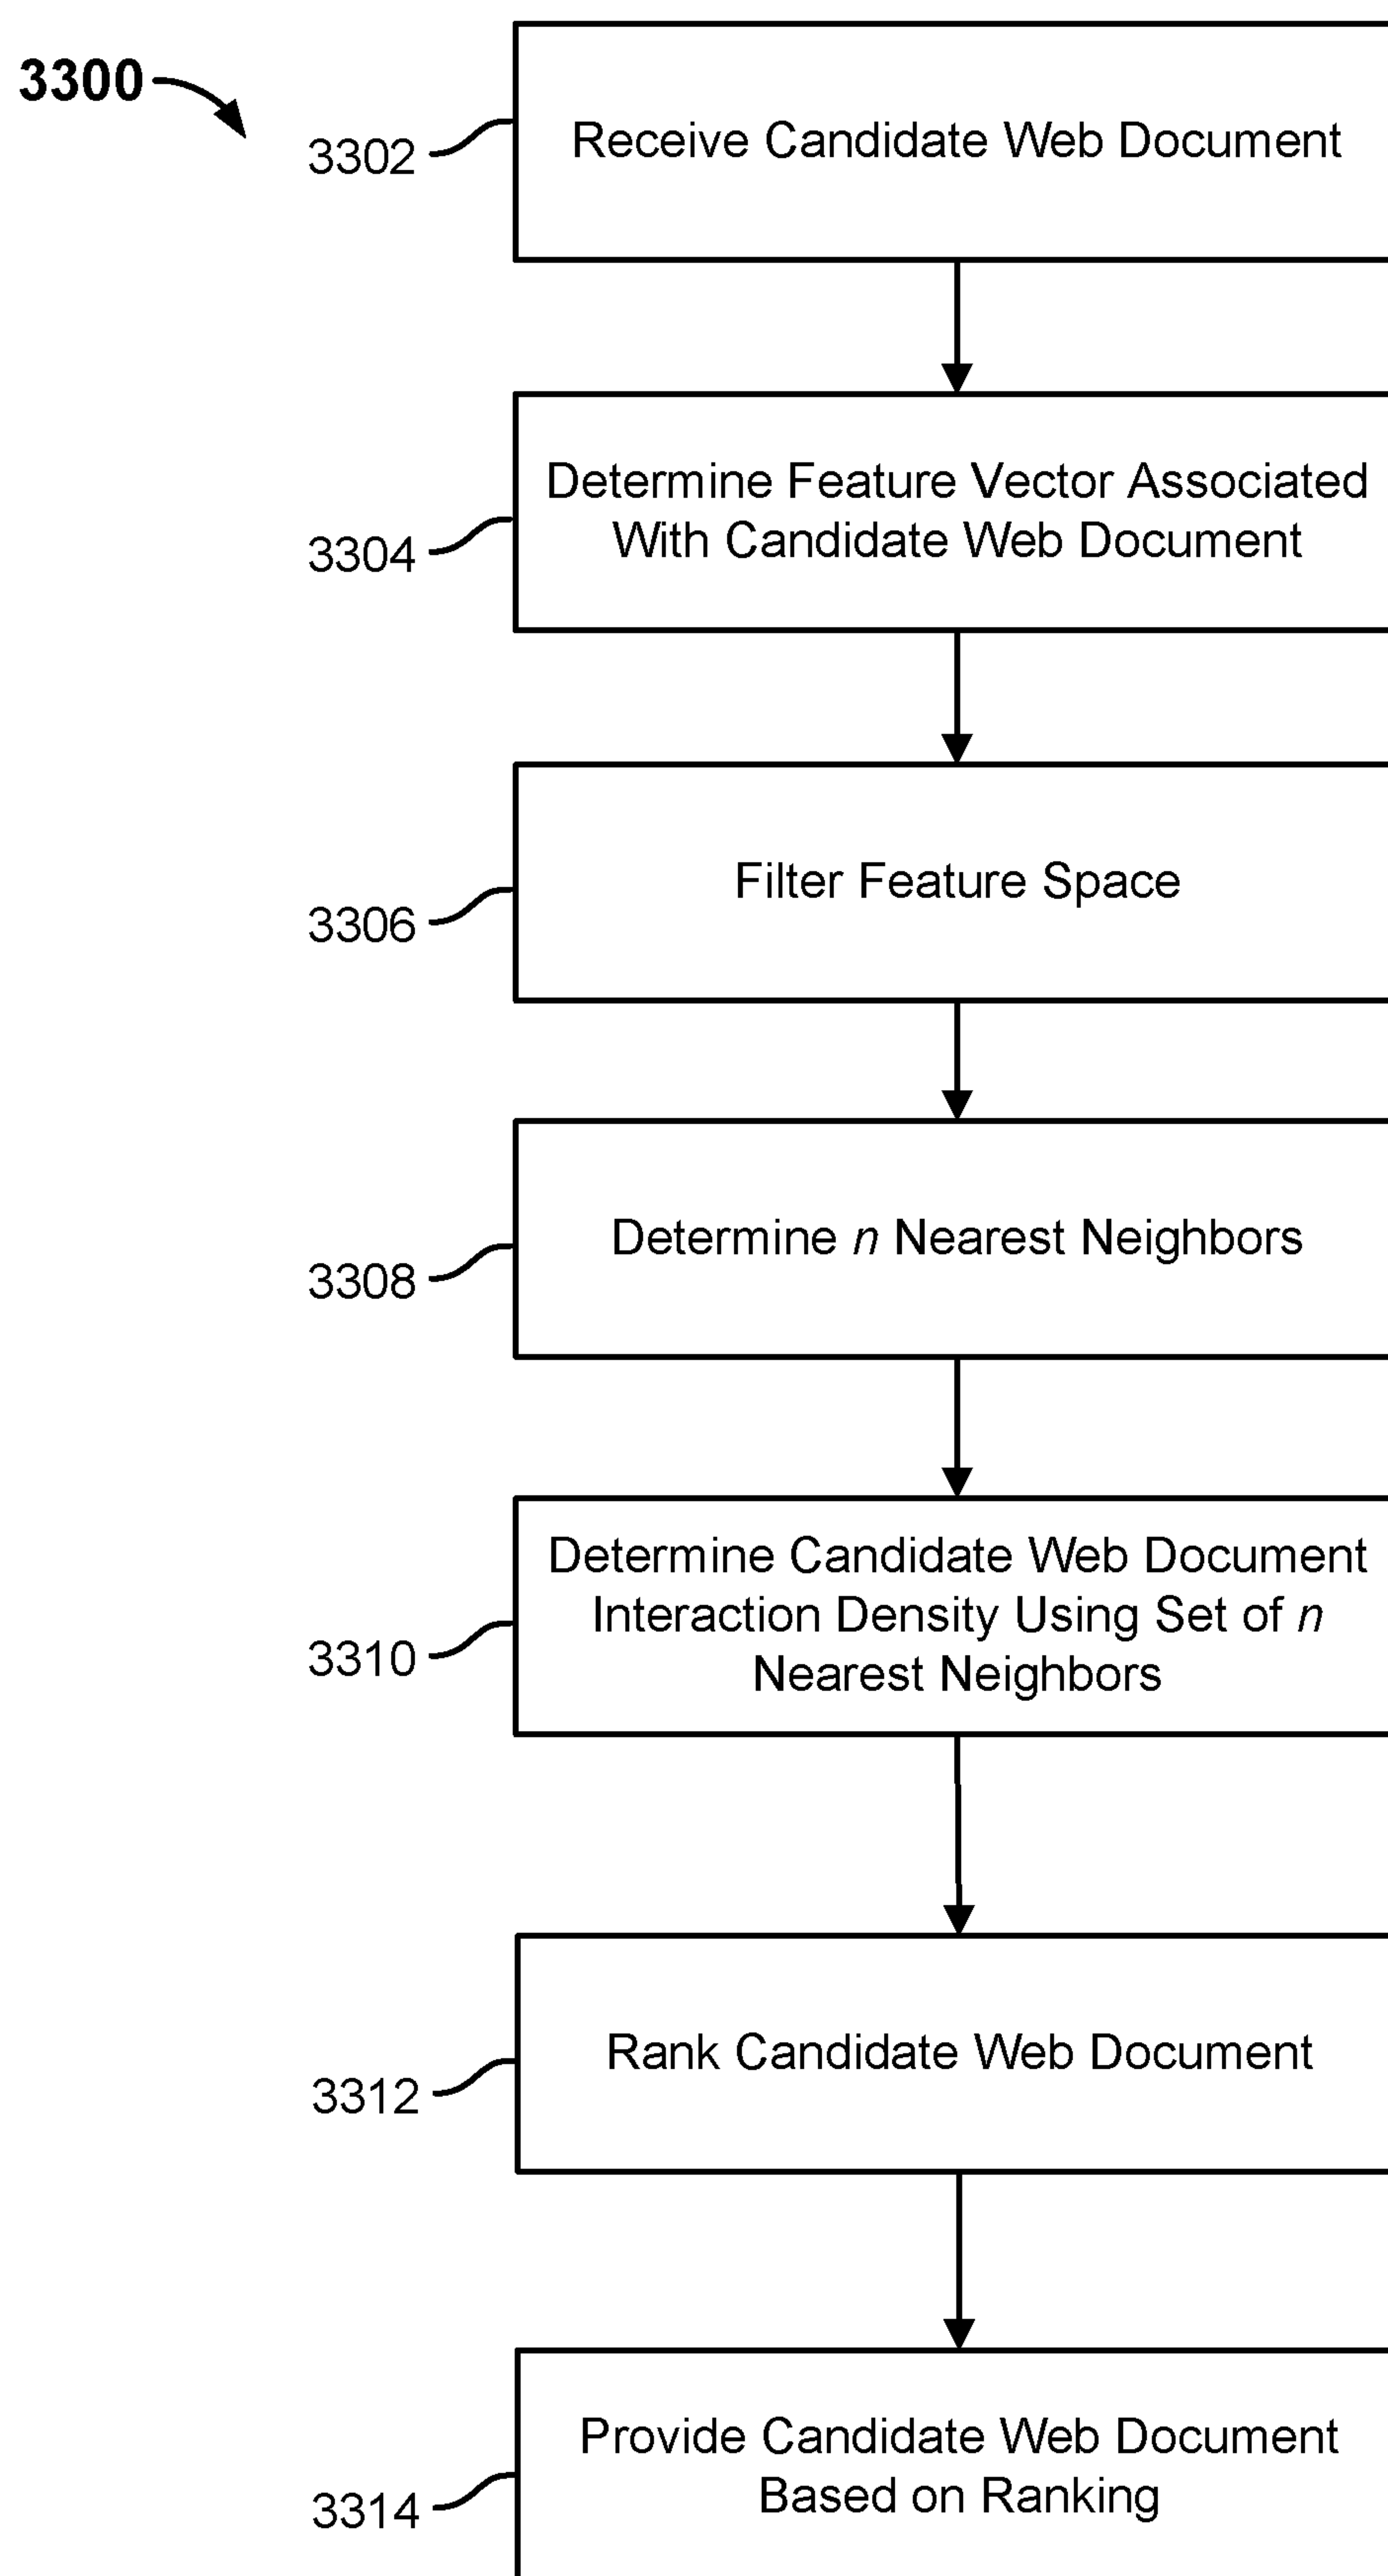 3300
3302
Receive Candidate Web Document
Determine Feature Vector Associated
With Candidate Web Document
3304
Filter Feature Space
3306
Determine n Nearest Neighbors
3308
Determine Candidate Web Document
Interaction Density Using Set of n
Nearest Neighbors
3310
Rank Candidate Web Document
3312
Provide Candidate Web Document
Based on Ranking
3314